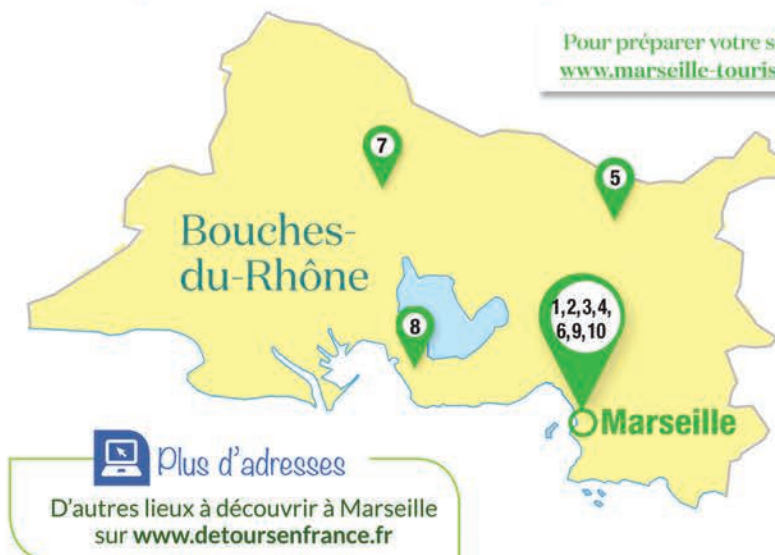 Pour préparer votre
www.marseille-touris
7
5
Bouches-
du-Rhône
8
1,2,3,4,
6,9,10
Marseille
Plus d'adresses
D'autres lieux à découvrir à Marseille
sur www.detoursenfrance.fr